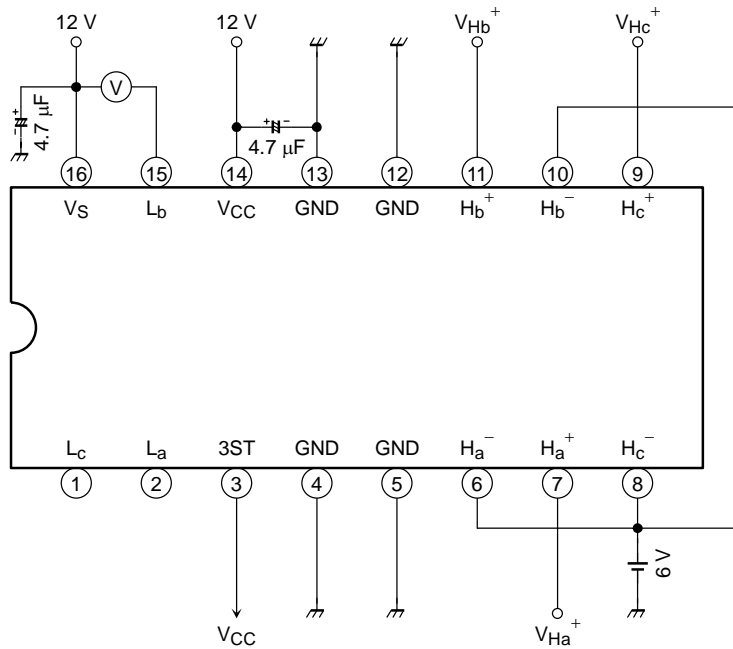 12 V 12 V VHb+ VHc+
V
+ -
4.7 μF
+ -
4.7 μF
16 15 14 13 12 11 10 9
VS Lb VCC GND GND Hb+ Hb− Hc+
Lc La 3ST GND GND Ha− Ha+ Hc−
1 2 3 4 5 6 7 8
6 V
VCC VHa+